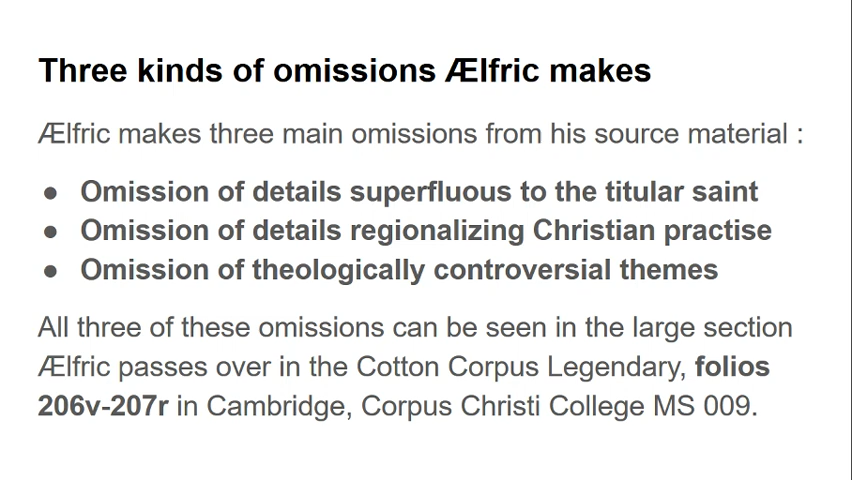 Three kinds of omissions Ælfric makes
Ælfric makes three main omissions from his source material :
● Omission of details superfluous to the titular saint
● Omission of details regionalizing Christian practise
● Omission of theologically controversial themes
All three of these omissions can be seen in the large section
Ælfric passes over in the Cotton Corpus Legendary, folios
206v-207r in Cambridge, Corpus Christi College MS 009.